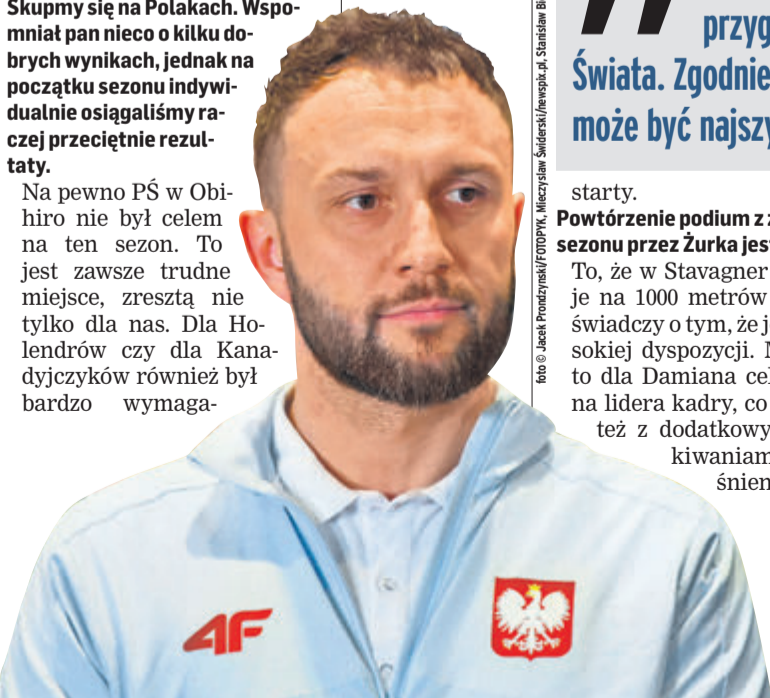 Skupmy się na Polakach. Wspo-
mniał pan nieco o kilku do-
brych wynikach, jednak na
początku sezonu indywi-
dualnie osiągaliśmy ra-
czej przeciętnie rezul-
taty.
Na pewno PŚ w Obi-
hiro nie był celem
na ten sezon. To
jest zawsze trudne
miejsce, zresztą nie
tylko dla nas. Dla Ho-
lendrów czy dla Kana-
dyjczyków również był
bardzo wymaga-
foto © Jacek Prondzynski/FOTOPYK, Mieczysław Świderski/newspix.pl, Stanisław
przyg
Świata. Zgodnie
może być najszy
starty.
Powtórzenie podium z z
sezonu przez Żurka jest
To, że w Stavagner
je na 1000 metrów
świadczy o tym, że j
sokiej dyspozycji.
to dla Damiana cel
na lidera kadry, co
też z dodatkowy
kiwaniam
śnien
4F